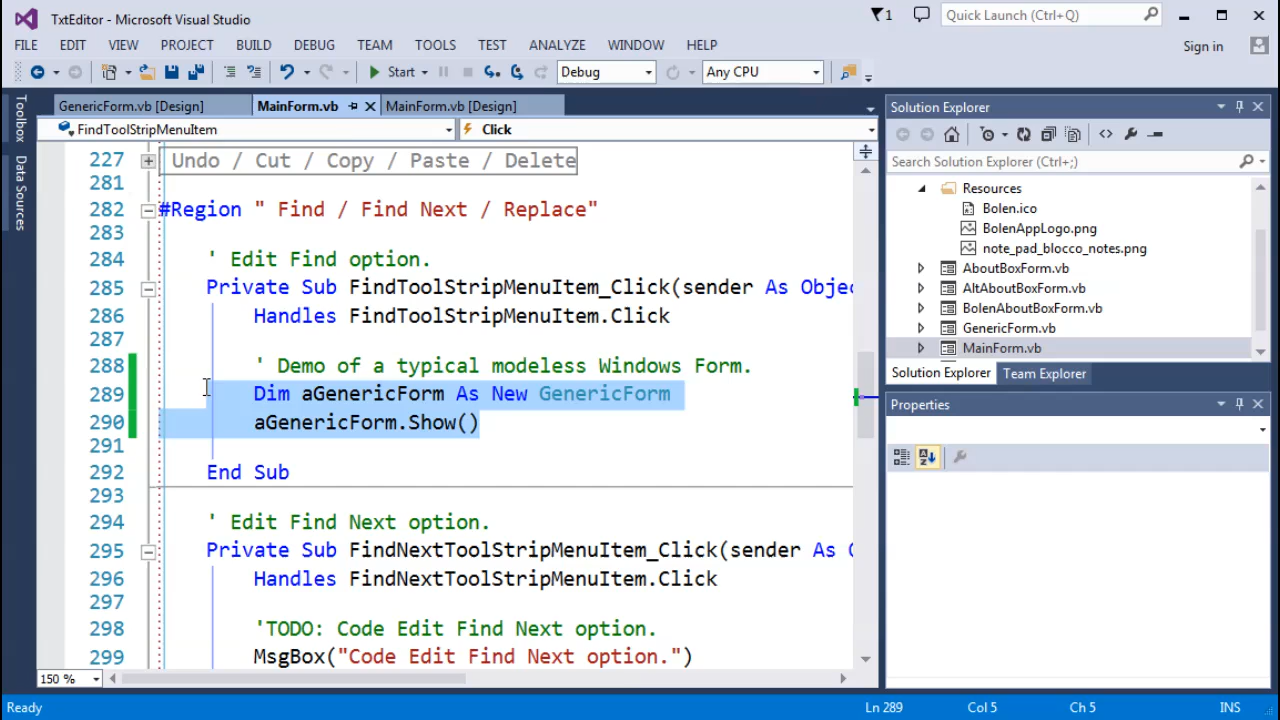 TxtEditor - Microsoft Visual Studio
1
Quick Launch (Ctrl+Q)
FILE EDIT VIEW PROJECT BUILD DEBUG TEAM TOOLS TEST ANALYZE WINDOW HELP
Sign in
Start
Debug
Any CPU
Toolbox
Data Sources
GenericForm.vb [Design]
MainForm.vb
MainForm.vb [Design]
FindToolStripMenuItem
Click
227 Undo / Cut / Copy / Paste / Delete
281
282 #Region " Find / Find Next / Replace"
283
284 ' Edit Find option.
285 Private Sub FindToolStripMenuItem_Click(sender As Objec
286 Handles FindToolStripMenuItem.Click
287
288 ' Demo of a typical modeless Windows Form.
289 Dim aGenericForm As New GenericForm
290 aGenericForm.Show()
291
292 End Sub
293
294 ' Edit Find Next option.
295 Private Sub FindNextToolStripMenuItem_Click(sender As O
296 Handles FindNextToolStripMenuItem.Click
297
298 'TODO: Code Edit Find Next option.
299 MsgBox("Code Edit Find Next option.")
150 %
Solution Explorer
Search Solution Explorer (Ctrl+;)
Resources
Bolen.ico
BolenAppLogo.png
note_pad_blocco_notes.png
AboutBoxForm.vb
AltAboutBoxForm.vb
BolenAboutBoxForm.vb
GenericForm.vb
MainForm.vb
Solution Explorer
Team Explorer
Properties
Ready
Ln 289
Col 5
Ch 5
INS